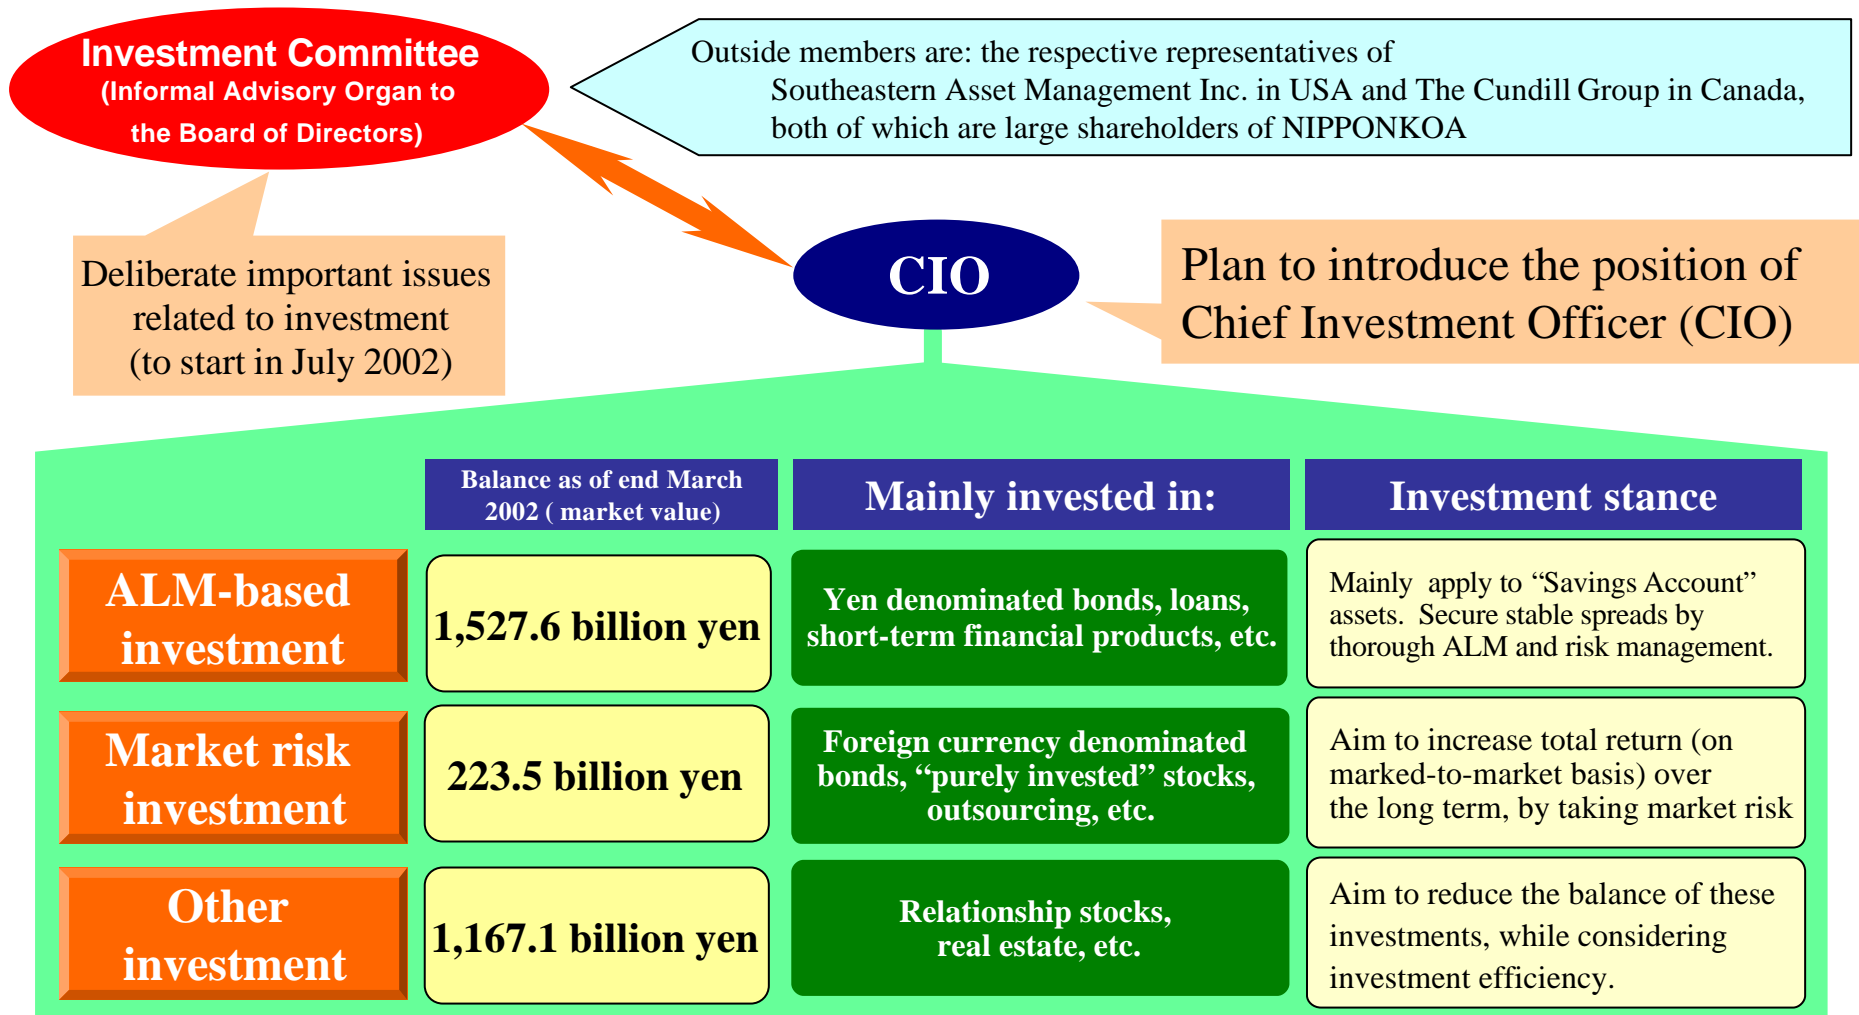 Investment Committee
(Informal Advisory Organ to
the Board of Directors)
Outside members are: the respective representatives of
Southeastern Asset Management Inc. in USA and The Cundill Group in Canada,
both of which are large shareholders of NIPPONKOA
Deliberate important issues
related to investment
(to start in July 2002)
CIO
Plan to introduce the position of
Chief Investment Officer (CIO)
Balance as of end March
2002 ( market value)
Mainly invested in:
Investment stance
ALM-based
investment
1,527.6 billion yen
Yen denominated bonds, loans,
short-term financial products, etc.
Mainly apply to “Savings Account”
assets. Secure stable spreads by
thorough ALM and risk management.
Market risk
investment
223.5 billion yen
Foreign currency denominated
bonds, “purely invested” stocks,
outsourcing, etc.
Aim to increase total return (on
marked-to-market basis) over
the long term, by taking market risk
Other
investment
1,167.1 billion yen
Relationship stocks,
real estate, etc.
Aim to reduce the balance of these
investments, while considering
investment efficiency.